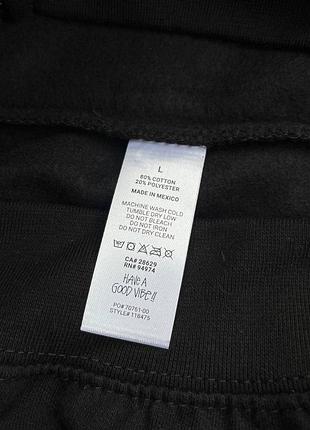 L
80% COTTON
20% POLYESTER
MADE IN MEXICO
MACHINE WASH COLD
TUMBLE DRY LOW
DO NOT BLEACH
DO NOT IRON
DO NOT DRY CLEAN
CA# 28629
RN# 94974
HAVE A
GOOD VIBE!!
PO# 70761-00
STYLE# 116475